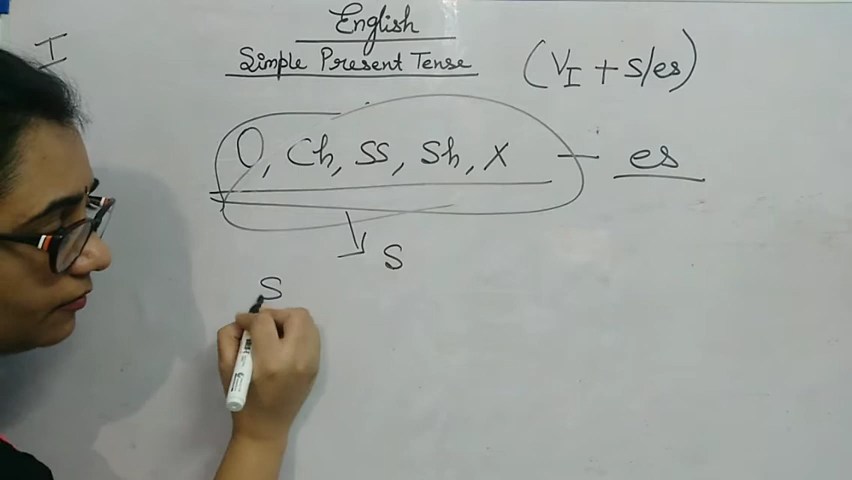 English
I
Simple Present Tense (VI + s/es)
O, Ch, SS, Sh, X — es
S
S